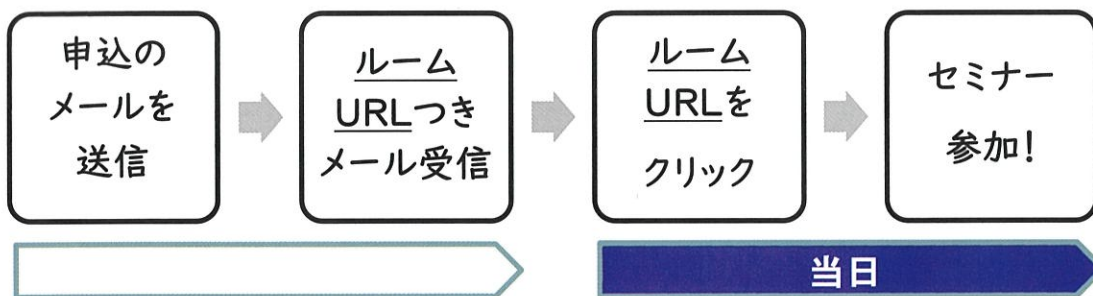 申込の
メールを
送信
ルーム
URLつき
メール受信
ルーム
URLを
クリック
セミナー
参加!
当日